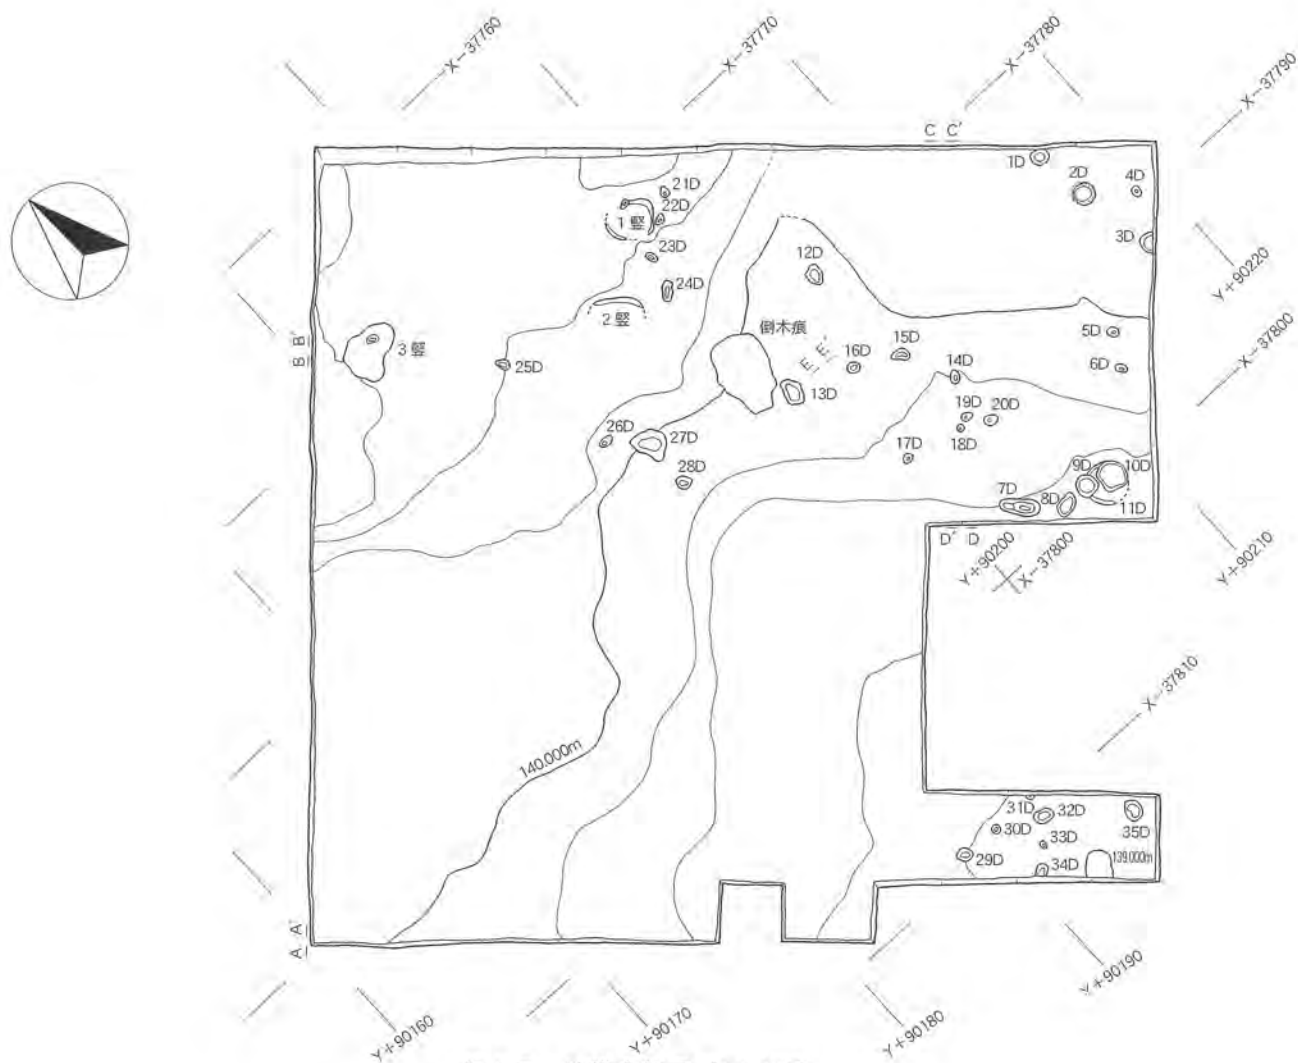 X-37760
X-37770
X-37780
X-37790
C C'
1D
2D
4D
3D
21D
22D
1竪
23D
24D
2竪
12D
Y+90220
倒木痕
E'
E
16D
15D
5D
6D
14D
X-37800
B B'
3竪
25D
13D
19D
20D
18D
17D
26D
27D
28D
9D
10D
7D
8D
11D
D' D
Y+90200
X-37800
Y+90210
X-37810
140.000m
31D
32D
30D
33D
35D
29D
34D
139.000m
A A'
Y+90190
Y+90160
Y+90170
Y+90180